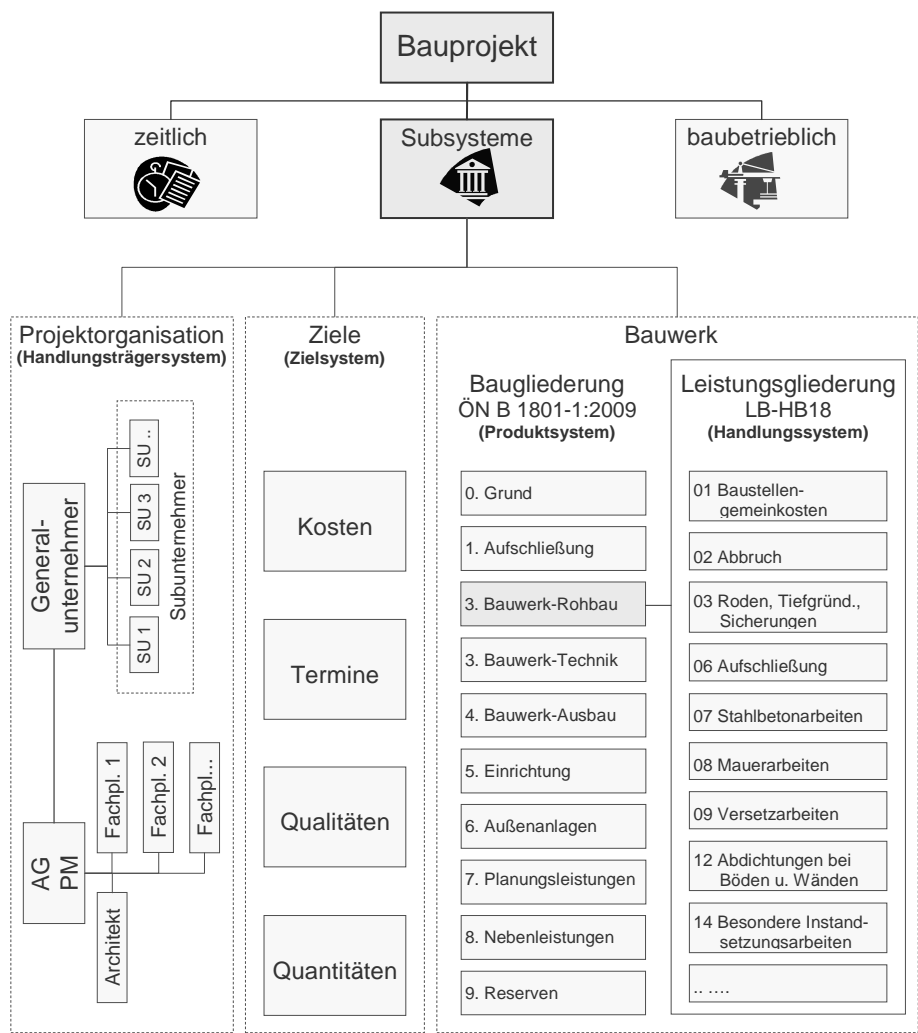 Bauprojekt
zeitlich
Subsysteme
baubetrieblich
Projektorganisation
(Handlungsträgersystem)
General-
unternehmer
SU ..
SU 3
SU 2
SU 1
Subunternehmer
AG
PM
Fachpl. 1
Fachpl. 2
Fachpl...
Architekt
Ziele
(Zielsystem)
Kosten
Termine
Qualitäten
Quantitäten
Bauwerk
Baugliederung
ÖN B 1801-1:2009
(Produktsystem)
0. Grund
1. Aufschließung
3. Bauwerk-Rohbau
3. Bauwerk-Technik
4. Bauwerk-Ausbau
5. Einrichtung
6. Außenanlagen
7. Planungsleistungen
8. Nebenleistungen
9. Reserven
Leistungsgliederung
LB-HB18
(Handlungssystem)
01 Baustellen-
gemeinkosten
02 Abbruch
03 Roden, Tiefgründ.,
Sicherungen
06 Aufschließung
07 Stahlbetonarbeiten
08 Mauerarbeiten
09 Versetzarbeiten
12 Abdichtungen bei
Böden u. Wänden
14 Besondere Instand-
setzungsarbeiten
.. ....